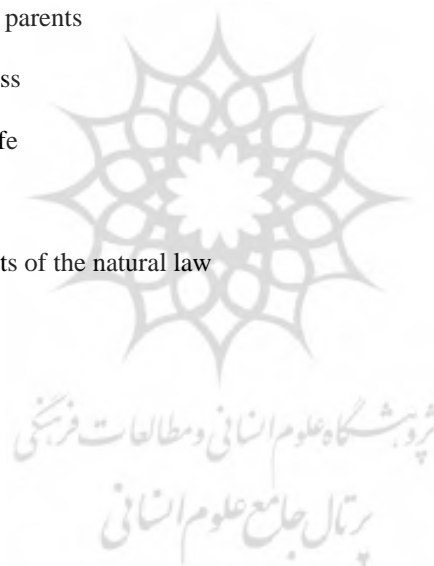 parents
ss
fe
ts of the natural law
پژوهشگاه علوم انسانی و مطالعات فرهنگی
پرتال جامع علوم انسانی